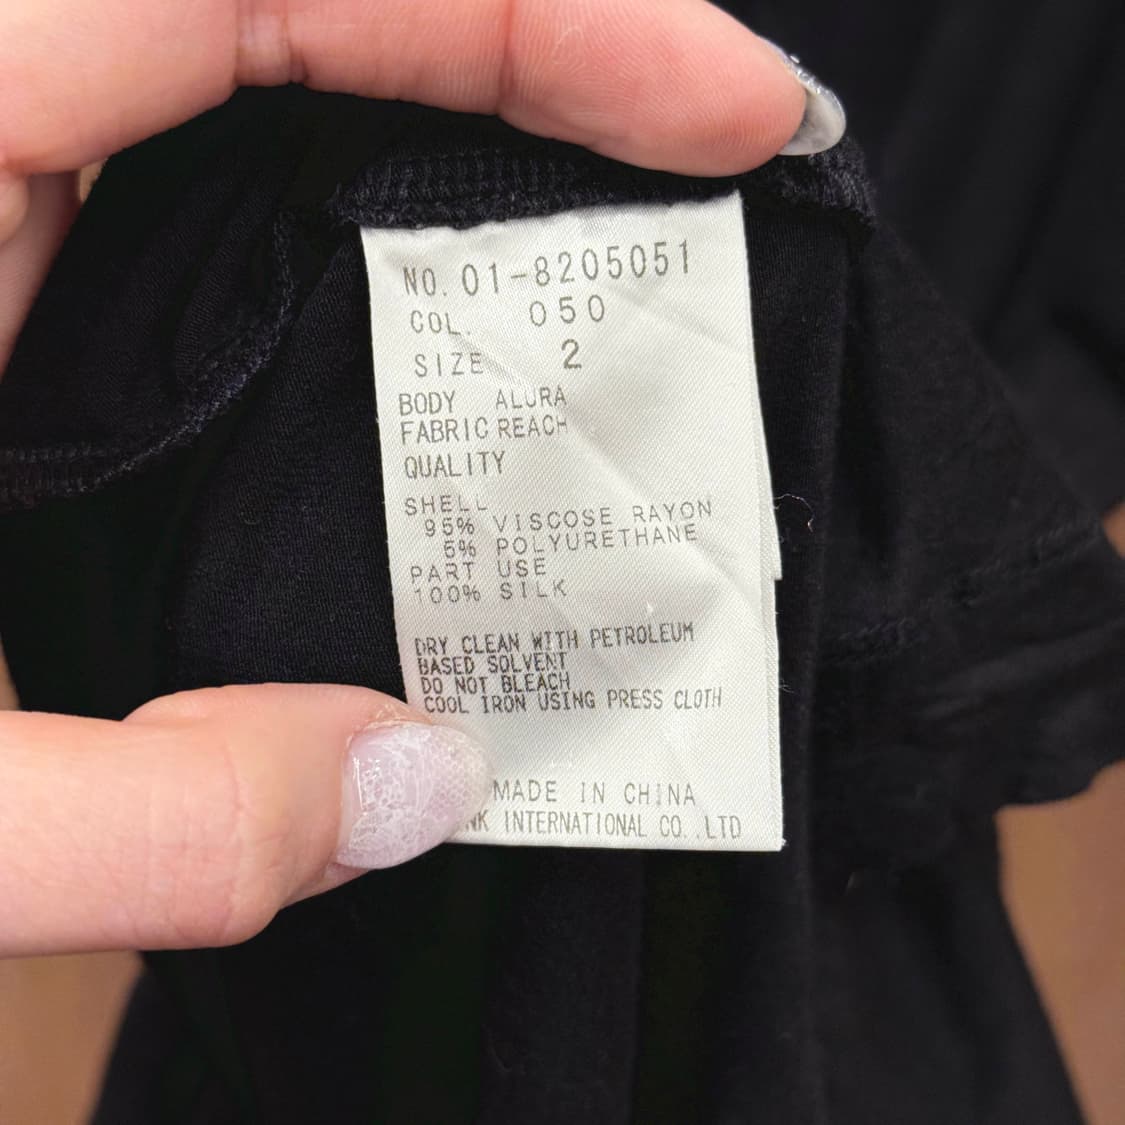 NO. 01-8205051
COL. 050
SIZE 2
BODY ALURA
FABRIC REACH
QUALITY
SHELL
95% VISCOSE RAYON
5% POLYURETHANE
PART USE
100% SILK
DRY CLEAN WITH PETROLEUM
BASED SOLVENT
DO NOT BLEACH
COOL IRON USING PRESS CLOTH
MADE IN CHINA
INTERNATIONAL CO.,LTD